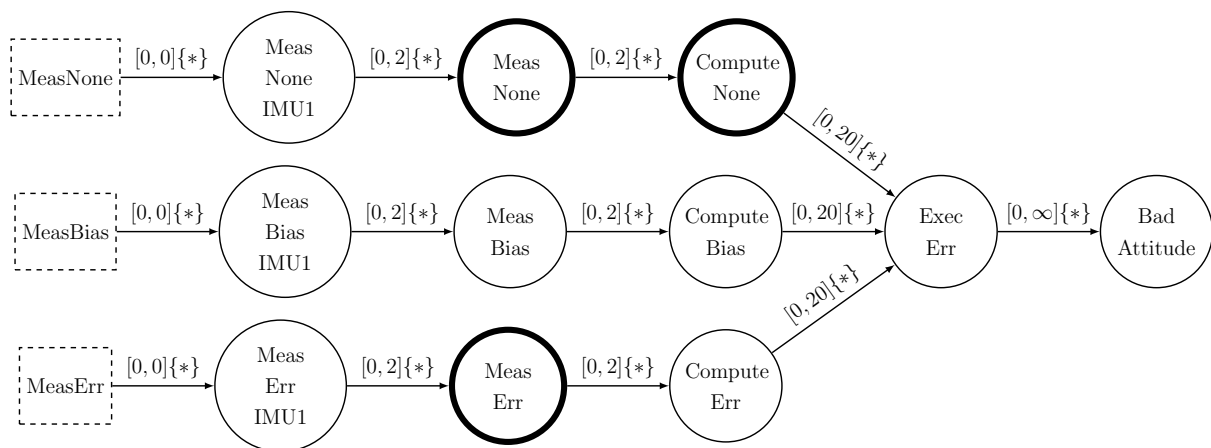 MeasNone
[0, 0]{*}
Meas
None
IMU1
[0, 2]{*}
Meas
None
[0, 2]{*}
Compute
None
[0, 20]{*}
MeasBias
[0, 0]{*}
Meas
Bias
IMU1
[0, 2]{*}
Meas
Bias
[0, 2]{*}
Compute
Bias
[0, 20]{*}
Exec
Err
[0, ∞]{*}
Bad
Attitude
MeasErr
[0, 0]{*}
Meas
Err
IMU1
[0, 2]{*}
Meas
Err
[0, 2]{*}
Compute
Err
[0, 20]{*}